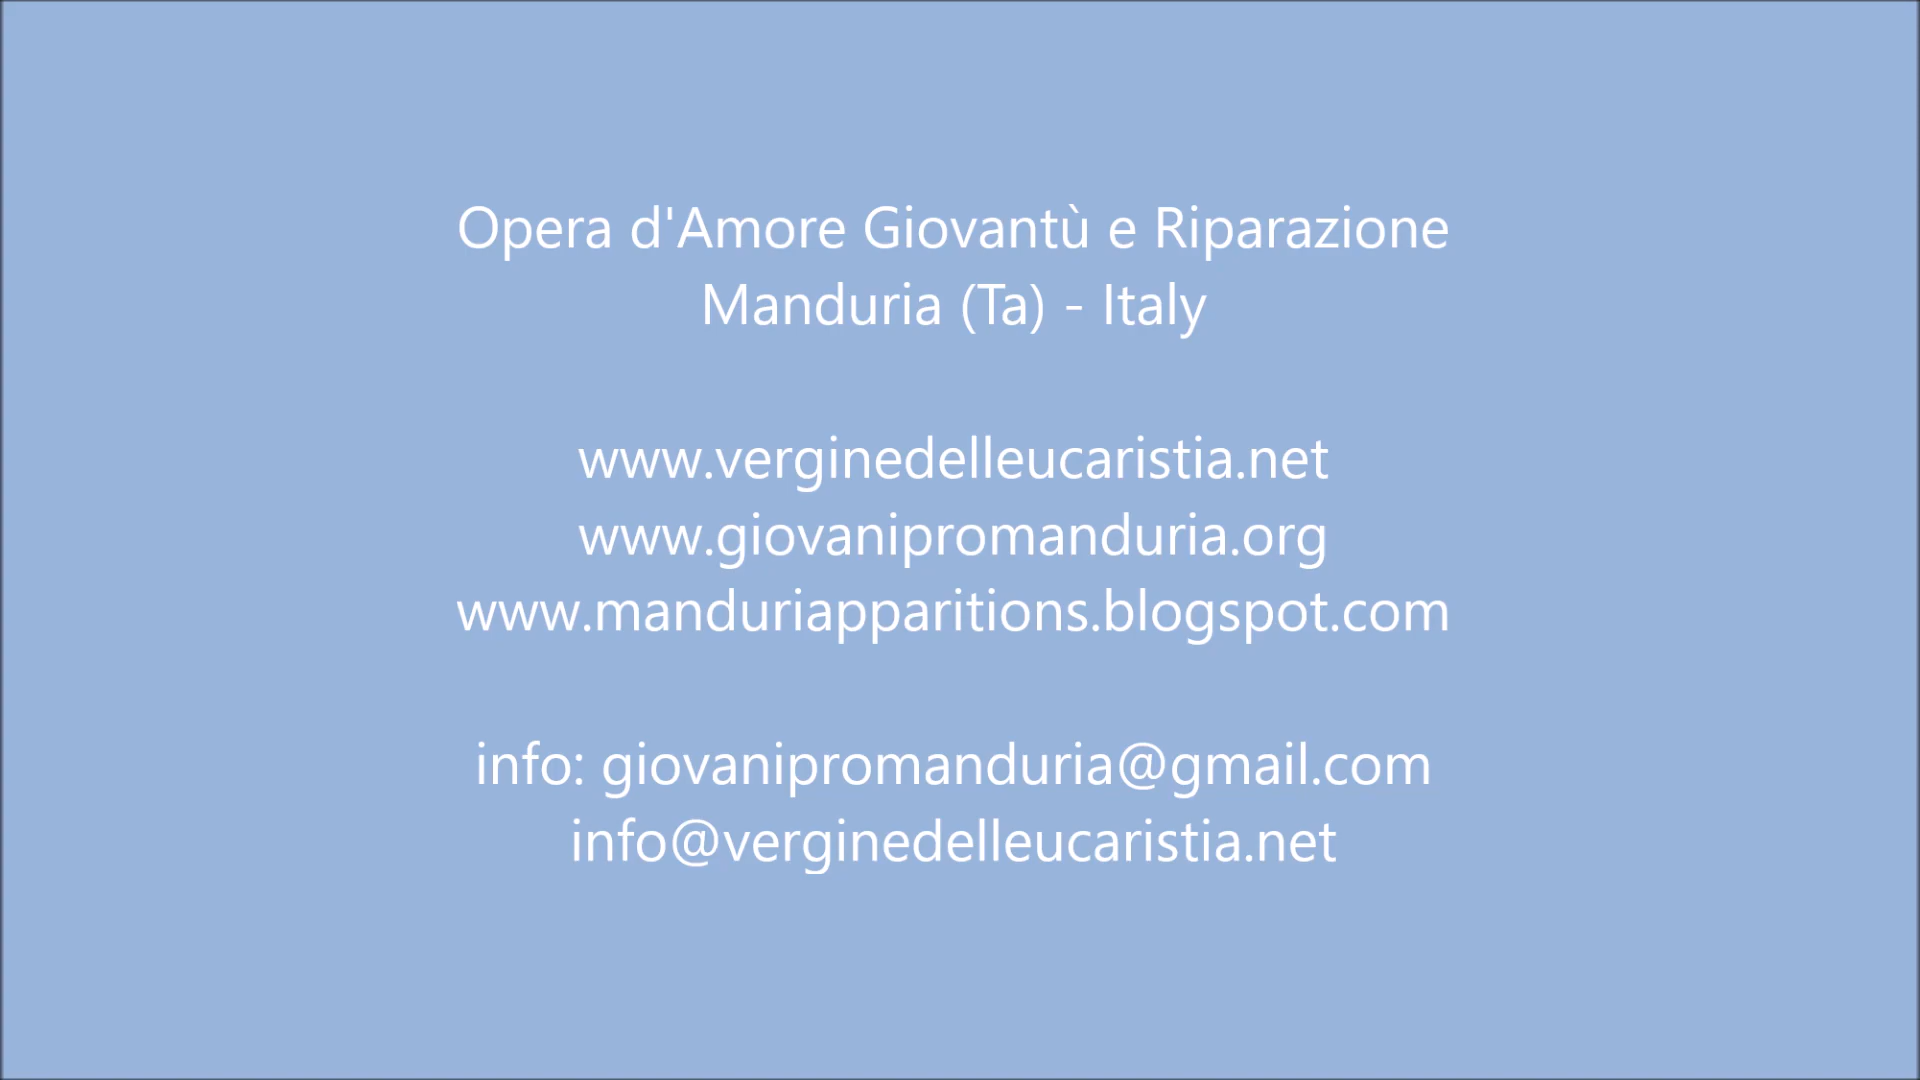 Opera d'Amore Giovantù e Riparazione
Manduria (Ta) - Italy
www.verginedelleucaristia.net
www.giovanipromanduria.org
www.manduriapparitions.blogspot.com
info: giovanipromanduria@gmail.com
info@verginedelleucaristia.net